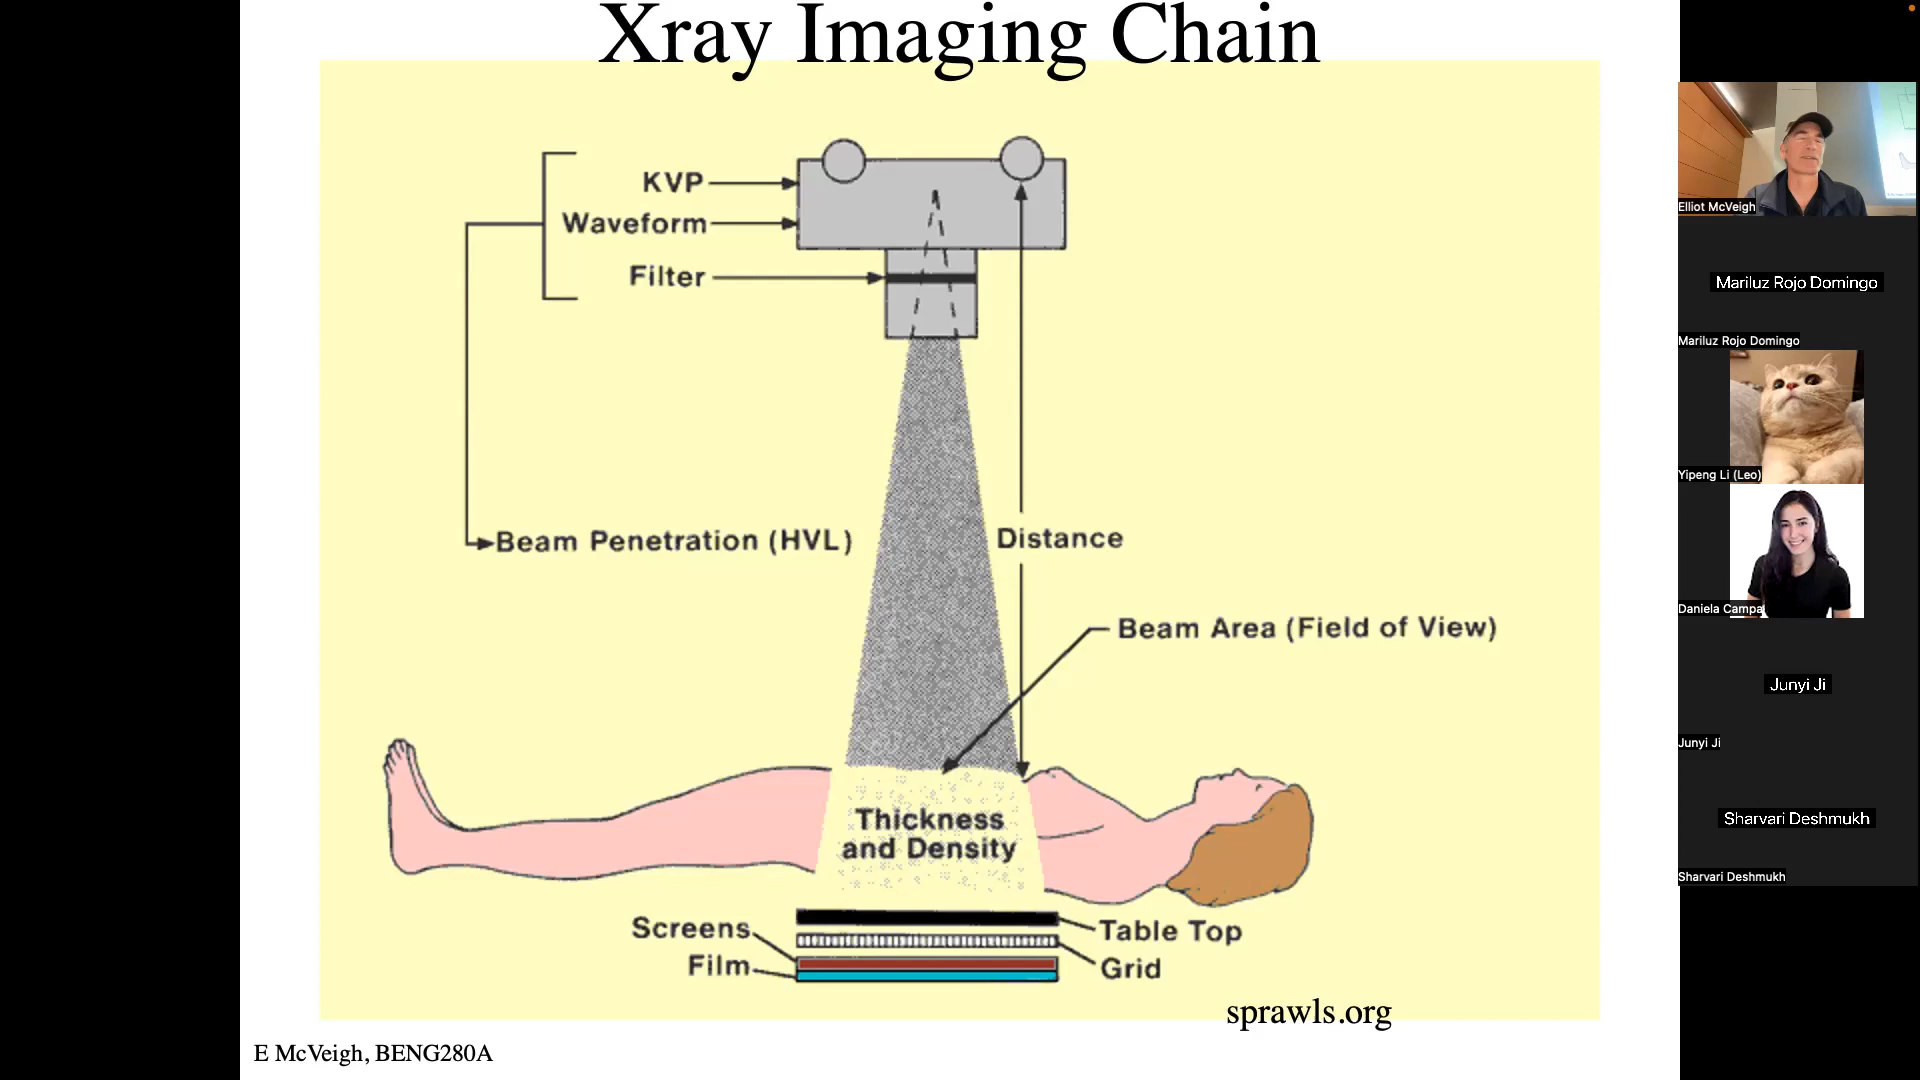 Xray Imaging Chain
KVP
Waveform
Filter
Beam Penetration (HVL)
Distance
Beam Area (Field of View)
Thickness
and Density
Screens
Film
Table Top
Grid
sprawls.org
E McVeigh, BENG280A
Elliot McVeigh
Mariluz Rojo Domingo
Mariluz Rojo Domingo
Yipeng Li (Leo)
Daniela Campa
Junyi Ji
Junyi Ji
Sharvari Deshmukh
Sharvari Deshmukh